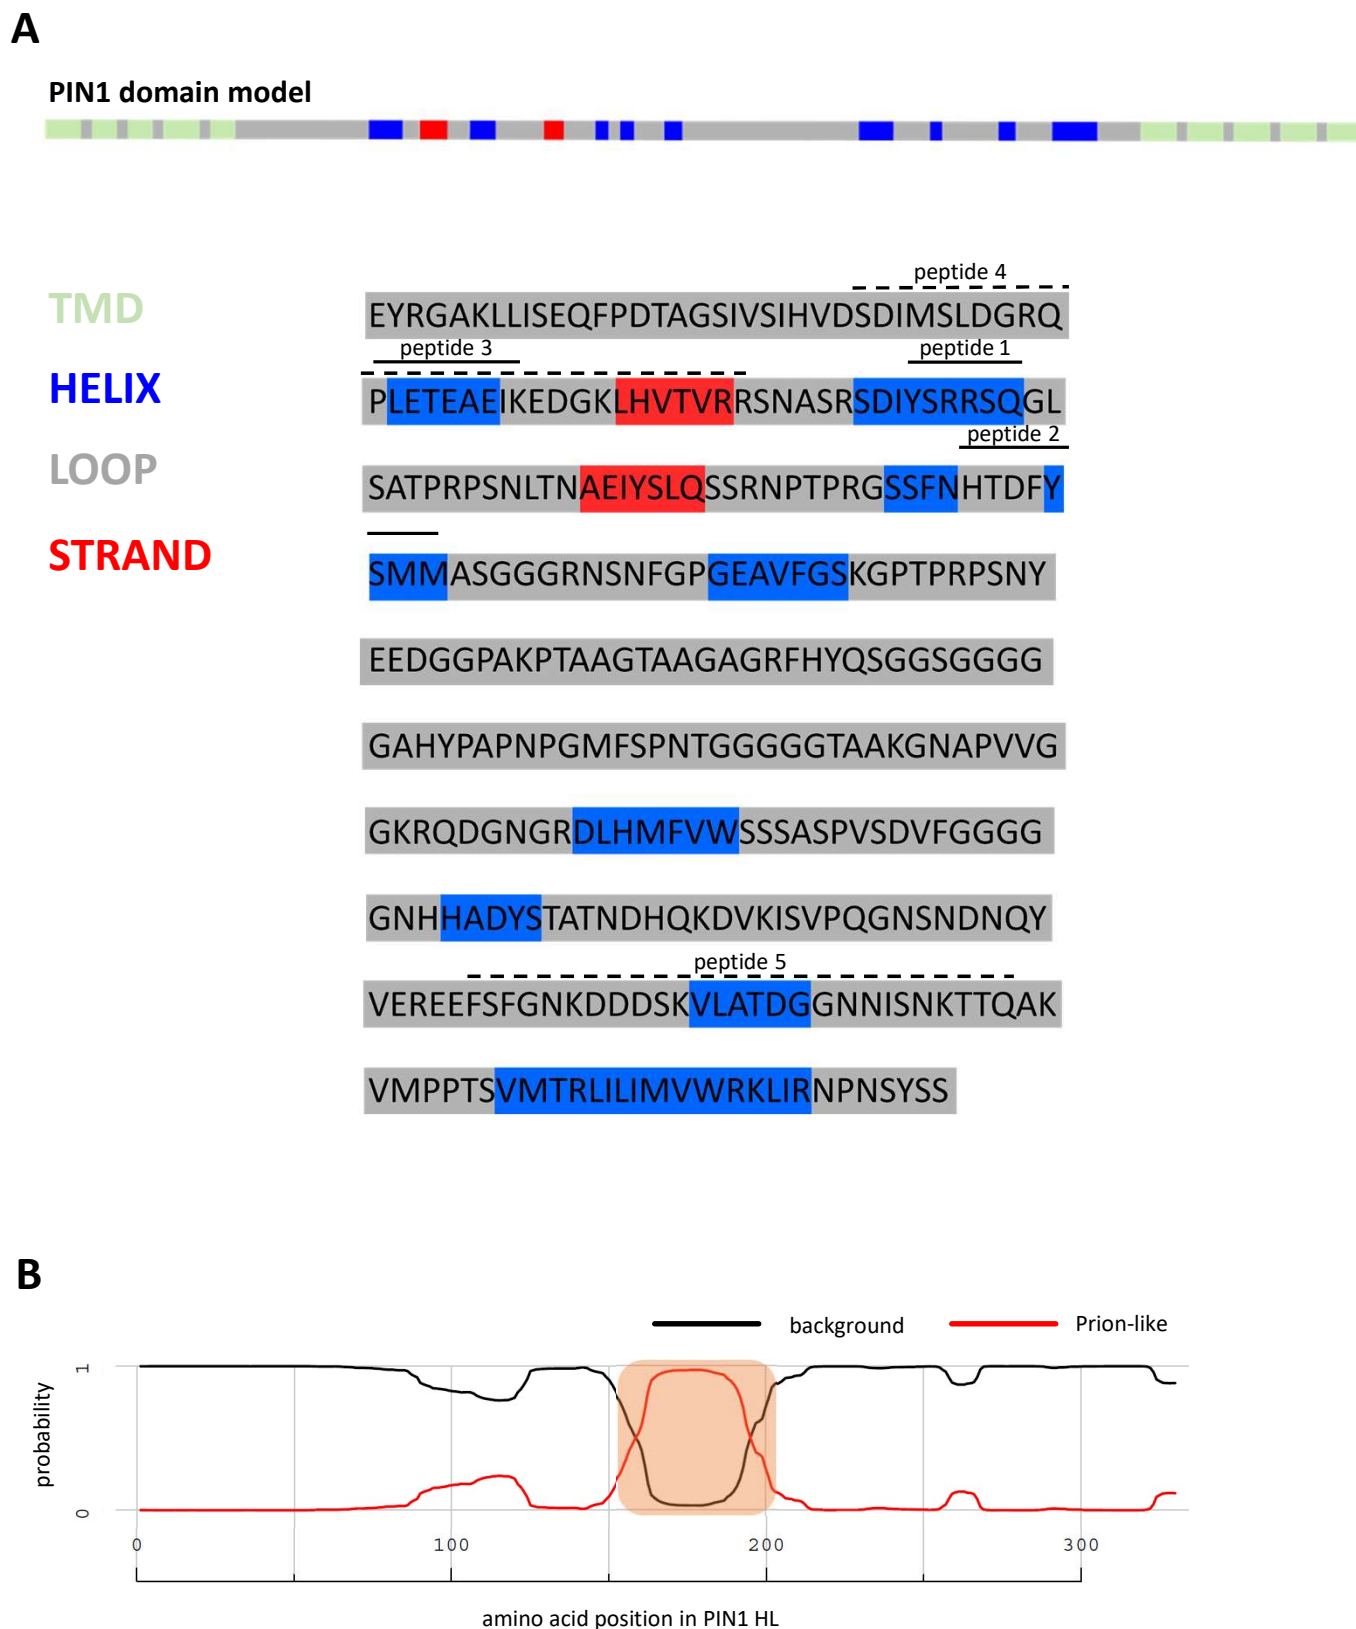 A
PIN1 domain model
peptide 4
TMD
EYRGAKLLISEQFPDTAGSIVSIHVDSDIMSLDGRQ
peptide 3
peptide 1
HELIX
PLETEAEIKEDGKLHVTVRRSNASRSDIYSRRSQGL
peptide 2
LOOP
SATPRPSNLTNAEIYSLQSSRNPTPRGSSFNHTDFY
STRAND
SMMASGGGRNSNFGPGEAVFGSKGPTPRPSNY
EEDGGPAKPTAAGTAAGAGRFHYQSGGSGGGG
GAHYPAPNPGMFSPNTGGGGGTAAKGNAPVVG
GKRQDGNGRDLHMFVWSSSASPVSDVFGGGG
GNHHADYSTATNDHQKDVKISVPQGNSNDNQY
peptide 5
VEREEFSFGNKDDDSKVLATDGGNNISNKTTQAK
VMPPTSVMTRLILIMVWRKLIRNPNSYSS
B
background
Prion-like
1
probability
0
0
100
200
300
amino acid position in PIN1 HL